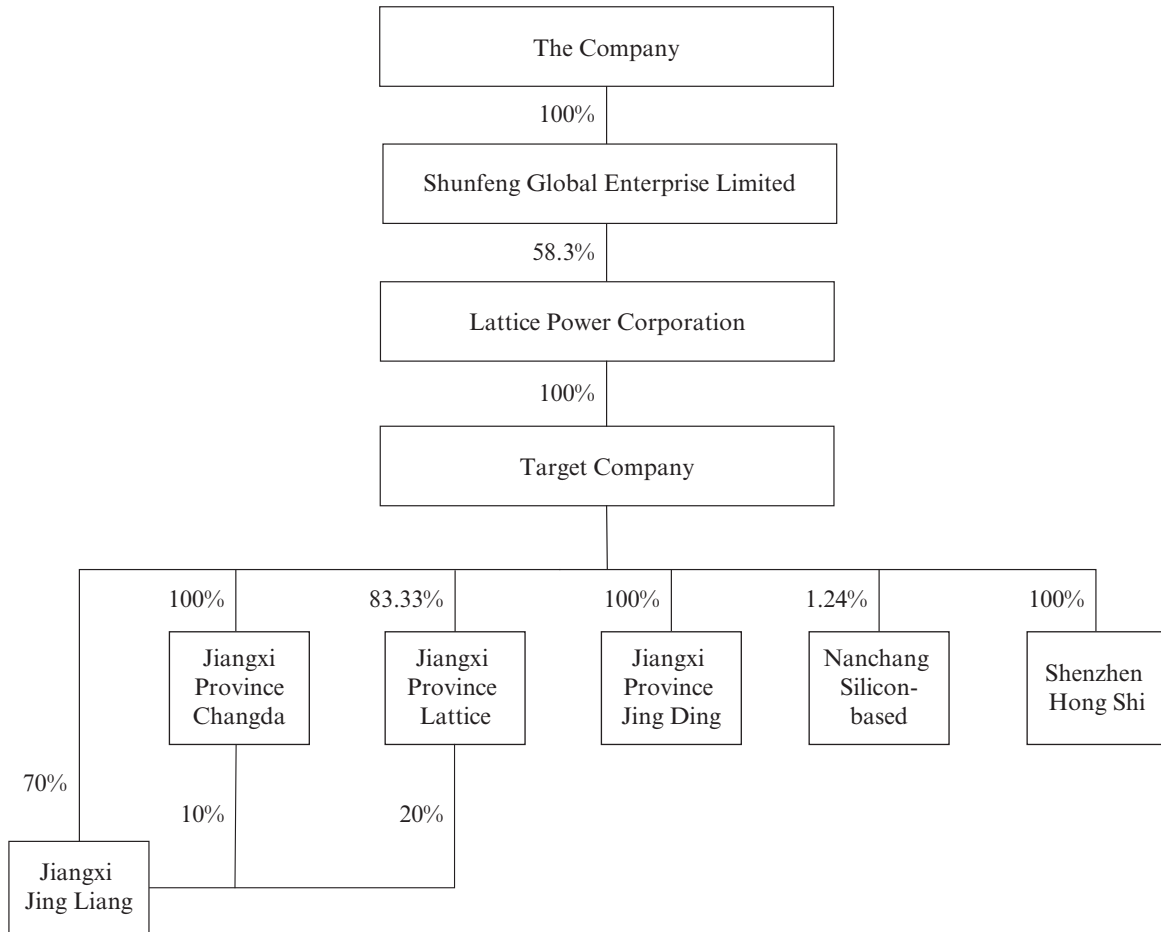 The Company
100%
Shunfeng Global Enterprise Limited
58.3%
Lattice Power Corporation
100%
Target Company
100%
83.33%
100%
1.24%
100%
Jiangxi
Province
Changda
Jiangxi
Province
Lattice
Jiangxi
Province
Jing Ding
Nanchang
Silicon-
based
Shenzhen
Hong Shi
70%
10%
20%
Jiangxi
Jing Liang